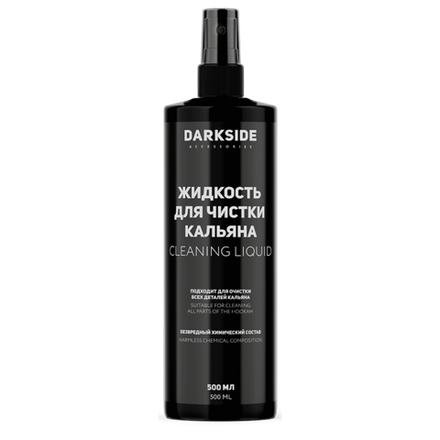 DARKSIDE
ACCESSORIES
ЖИДКОСТЬ
ДЛЯ ЧИСТКИ
КАЛЬЯНА
CLEANING LIQUID
ПОДХОДИТ ДЛЯ ОЧИСТКИ
ВСЕХ ДЕТАЛЕЙ КАЛЬЯНА
SUITABLE FOR CLEANING
ALL PARTS OF THE HOOKAH
БЕЗВРЕДНЫЙ ХИМИЧЕСКИЙ СОСТАВ
HARMLESS CHEMICAL COMPOSITION
500 МЛ
500 ML